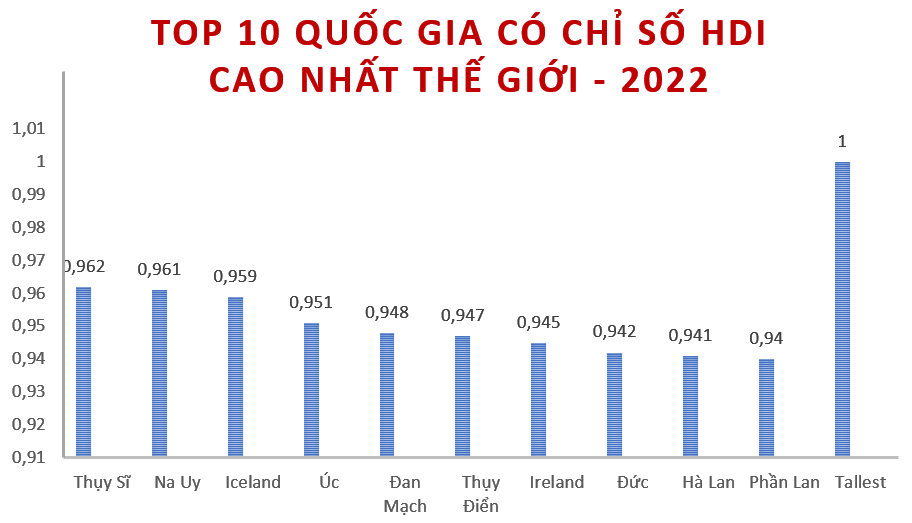 TOP 10 QUỐC GIA CÓ CHỈ SỐ HDI
CAO NHẤT THẾ GIỚI - 2022
1,01
1
0,99
0,98
0,97
0,96
0,95
0,94
0,93
0,92
0,91
0,962
0,961
0,959
0,951
0,948
0,947
0,945
0,942
0,941
0,94
1
Thụy Sĩ
Na Uy
Iceland
Úc
Đan
Mạch
Thụy
Điển
Ireland
Đức
Hà Lan
Phần Lan
Tallest